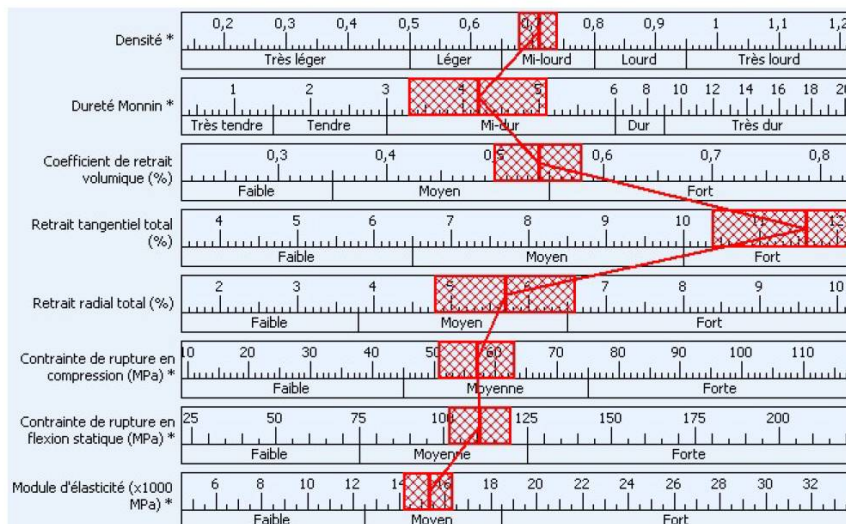 0,2 0,3 0,4 0,5 0,6 0,7 0,8 0,9 1 1,1 1,2
Densité *
Très léger Léger Mi-lourd Lourd Très lourd
1 2 3 4 5 6 8 10 12 14 16 18 20
Dureté Monnin *
Très tendre Tendre Mi-dur Dur Très dur
0,3 0,4 0,5 0,6 0,7 0,8
Coefficient de retrait
volumique (%)
Faible Moyen Fort
4 5 6 7 8 9 10 11 12
Retrait tangentiel total
(%)
Faible Moyen Fort
2 3 4 5 6 7 8 9 10
Retrait radial total (%)
Faible Moyen Fort
10 20 30 40 50 60 70 80 90 100 110
Contrainte de rupture en
compression (MPa) *
Faible Moyenne Forte
25 50 75 100 125 150 175 200
Contrainte de rupture en
flexion statique (MPa) *
Faible Moyenne Forte
6 8 10 12 14 16 18 20 22 24 26 28 30 32
Module d'élasticité (x1000
MPa) *
Faible Moyen Fort